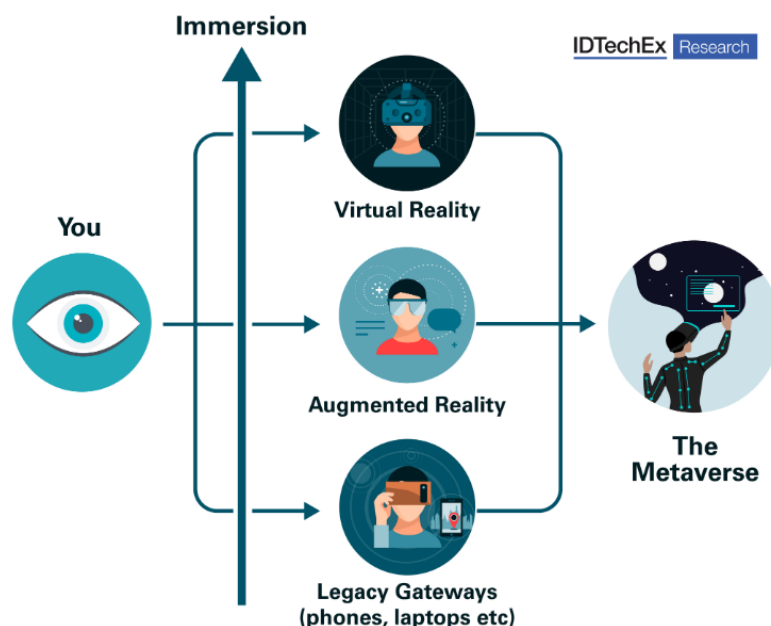 Immersion
IDTechEx Research
You
Virtual Reality
Augmented Reality
The
Metaverse
Legacy Gateways
(phones, laptops etc)